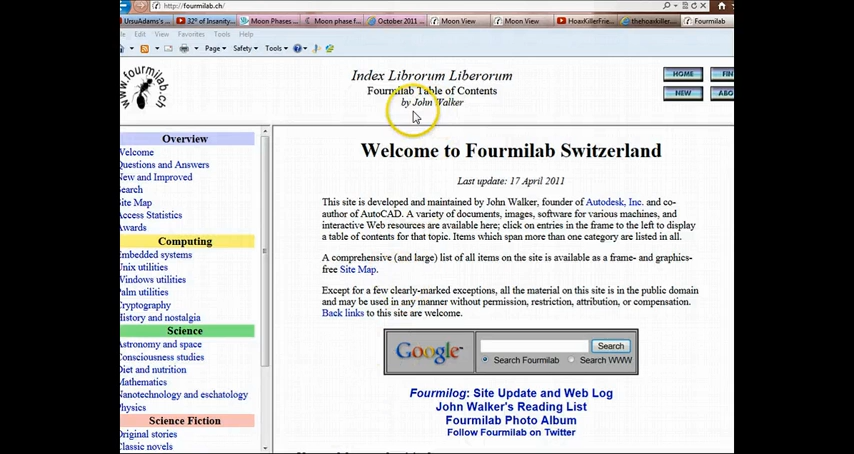 http://fourmilab.ch/
UrsuAdams's ...
32º of Insanity...
Moon Phases ...
Moon phase f...
October 2011 ...
Moon View
Moon View
HoaxKillerFrie...
thehoaxkiller...
Fourmilab
File Edit View Favorites Tools Help
Page Safety Tools
www.fourmilab.ch
Index Librorum Liberorum
Fourmilab Table of Contents
by John Walker
HOME
NEW
Overview
Welcome
Questions and Answers
New and Improved
Search
Site Map
Access Statistics
Awards
Computing
Embedded systems
Unix utilities
Windows utilities
Palm utilities
Cryptography
History and nostalgia
Science
Astronomy and space
Consciousness studies
Diet and nutrition
Mathematics
Nanotechnology and eschatology
Physics
Science Fiction
Original stories
Classic novels
Welcome to Fourmilab Switzerland
Last update: 17 April 2011
This site is developed and maintained by John Walker, founder of Autodesk, Inc. and co-
author of AutoCAD. A variety of documents, images, software for various machines, and
interactive Web resources are available here; click on entries in the frame to the left to display
a table of contents for that topic. Items which span more than one category are listed in all.
A comprehensive (and large) list of all items on the site is available as a frame- and graphics-
free Site Map.
Except for a few clearly-marked exceptions, all the material on this site is in the public domain
and may be used in any manner without permission, restriction, attribution, or compensation.
Back links to this site are welcome.
Google™
Search
Search Fourmilab
Search WWW
Fourmilog: Site Update and Web Log
John Walker's Reading List
Fourmilab Photo Album
Follow Fourmilab on Twitter